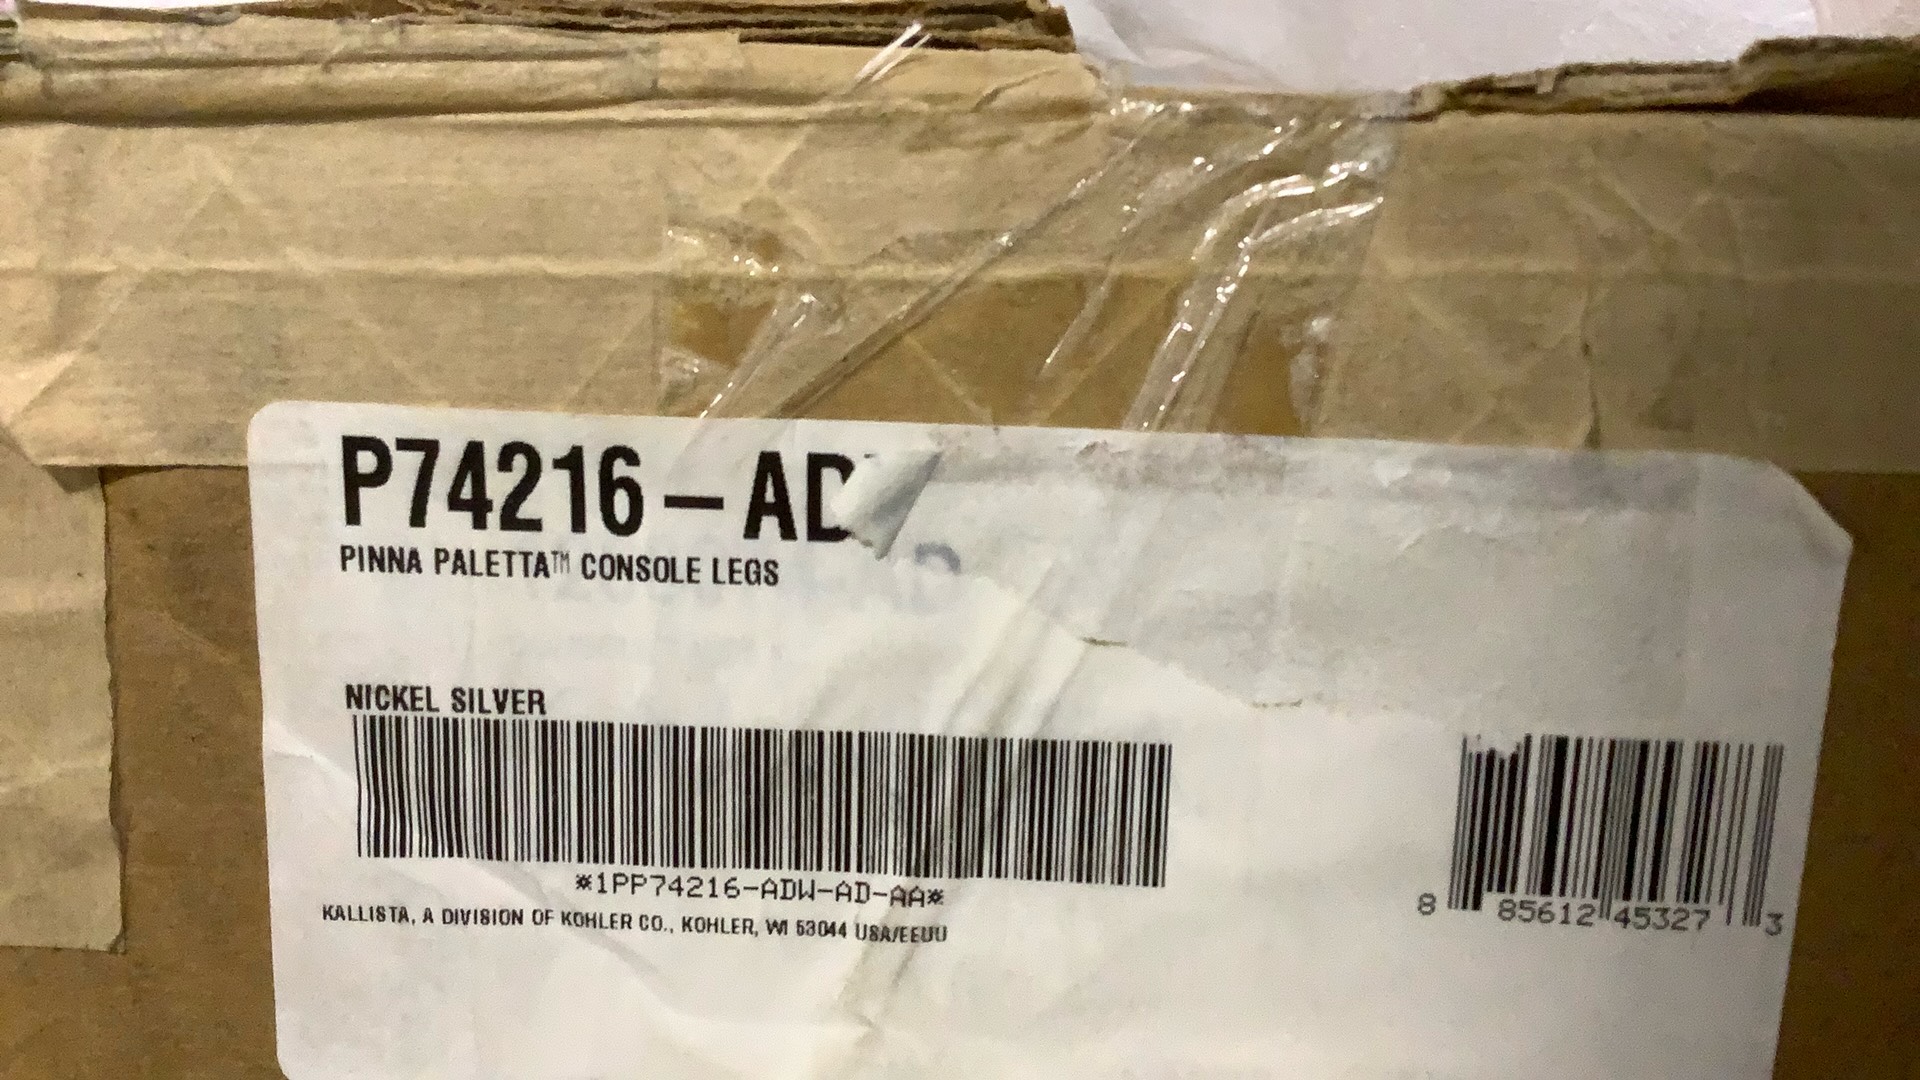 P74216-AD
PINNA PALETTA™ CONSOLE LEGS
NICKEL SILVER
*1PP74216-ADW-AD-AA*
KALLISTA, A DIVISION OF KOHLER CO., KOHLER, WI 53044 USA/EEUU
8 85612 45327 3